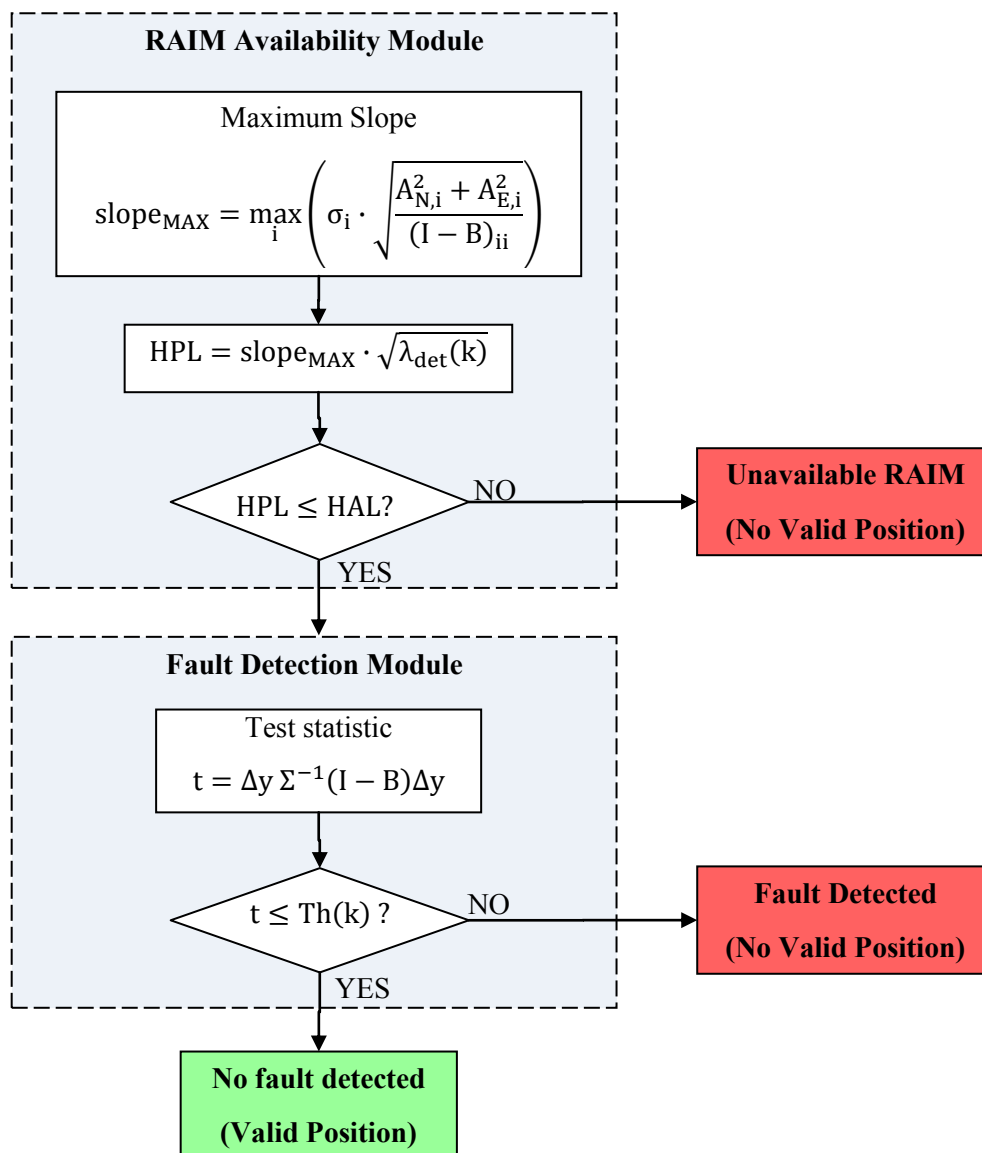 RAIM Availability Module
Maximum Slope
slope_MAX = max_i ( σ_i · √( (A²_N,i + A²_E,i) / (I − B)_ii ) )
HPL = slope_MAX · √(λ_det(k))
HPL ≤ HAL?
NO
Unavailable RAIM
(No Valid Position)
YES
Fault Detection Module
Test statistic
t = Δy Σ⁻¹(I − B)Δy
t ≤ Th(k) ?
NO
Fault Detected
(No Valid Position)
YES
No fault detected
(Valid Position)